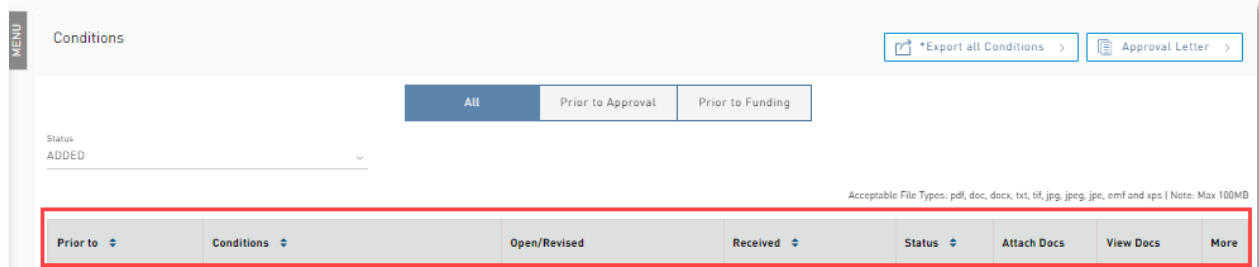 MENU
Conditions
*Export all Conditions >
Approval Letter >
All Prior to Approval Prior to Funding
Status
ADDED
Acceptable File Types: pdf, doc, docx, txt, tif, jpg, jpeg, jpe, emf and xps | Note: Max 100MB
Prior to Conditions Open/Revised Received Status Attach Docs View Docs More